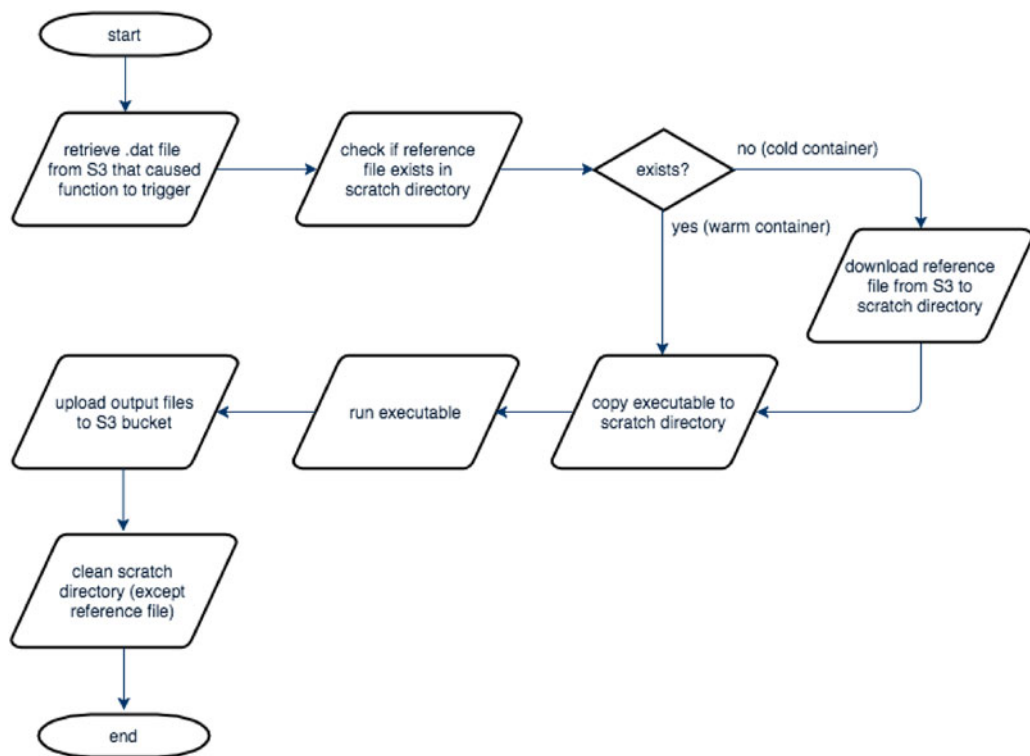 start
retrieve .dat file
from S3 that caused
function to trigger
check if reference
file exists in
scratch directory
exists?
no (cold container)
yes (warm container)
download reference
file from S3 to
scratch directory
copy executable to
scratch directory
run executable
upload output files
to S3 bucket
clean scratch
directory (except
reference file)
end